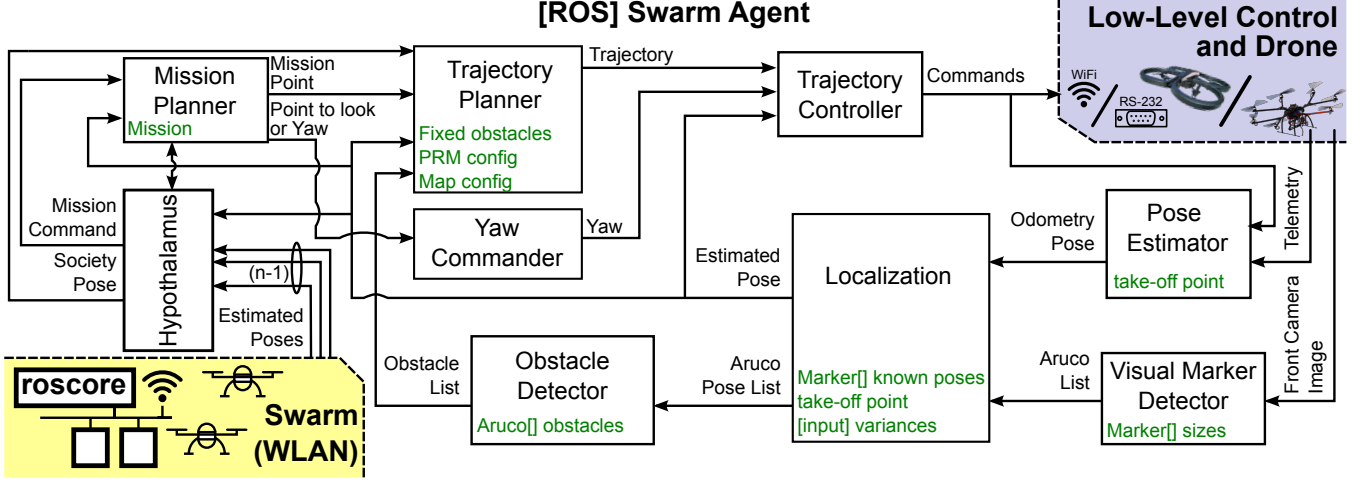 [ROS] Swarm Agent
Low-Level Control
and Drone
WiFi
RS-232
Mission
Planner
Mission
Mission
Point
Point to look
or Yaw
Trajectory
Planner
Fixed obstacles
PRM config
Map config
Trajectory
Trajectory
Controller
Commands
Mission
Command
Society
Pose
Hypothalamus
(n-1)
Estimated
Poses
Yaw
Commander
Yaw
Estimated
Pose
Localization
Marker[] known poses
take-off point
[input] variances
Odometry
Pose
Pose
Estimator
take-off point
Telemetry
Front Camera
Image
Obstacle
List
Obstacle
Detector
Aruco[] obstacles
Aruco
Pose List
Aruco
List
Visual Marker
Detector
Marker[] sizes
roscore
Swarm
(WLAN)